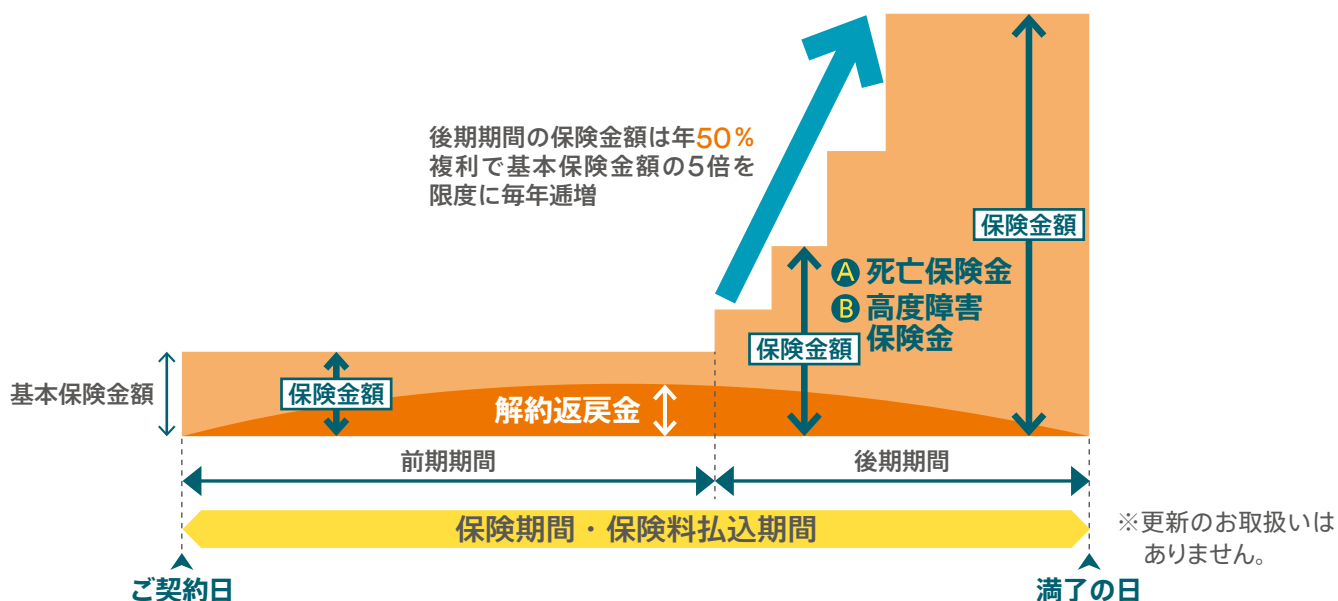 後期期間の保険金額は年50%
複利で基本保険金額の5倍を
限度に毎年逓増
保険金額
A 死亡保険金
B 高度障害
保険金
保険金額
基本保険金額
保険金額
解約返戻金
前期期間
後期期間
保険期間・保険料払込期間
※更新のお取扱いは
ありません。
ご契約日
満了の日